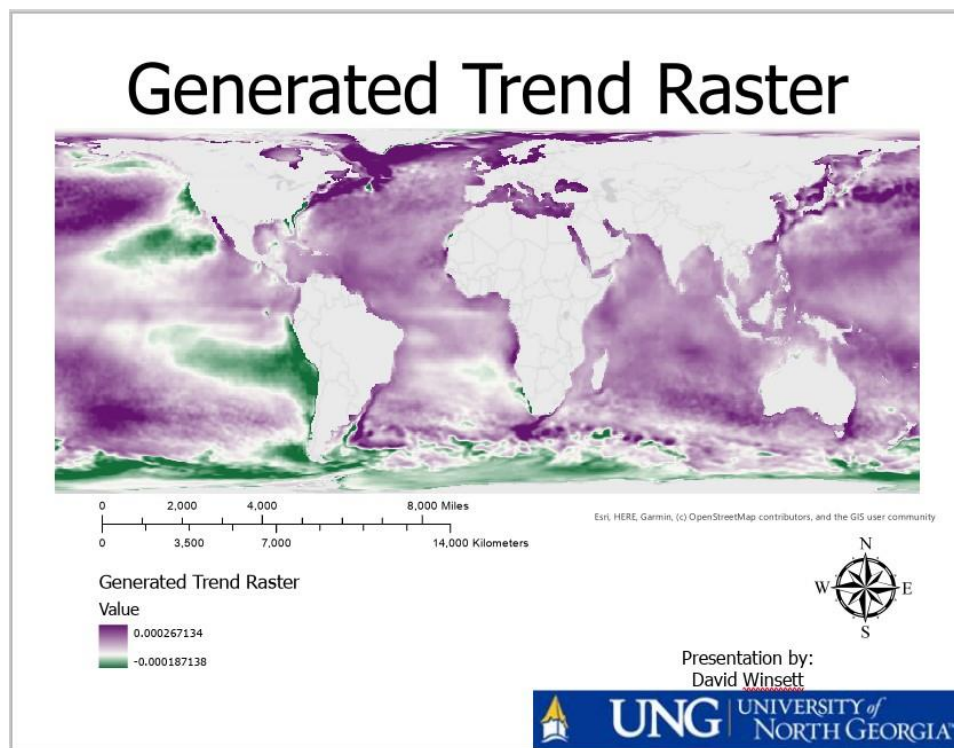 Generated Trend Raster
0 2,000 4,000 8,000 Miles
0 3,500 7,000 14,000 Kilometers
Esri, HERE, Garmin, (c) OpenStreetMap contributors, and the GIS user community
Generated Trend Raster
Value
0.000267134
-0.000187138
N
W E
S
Presentation by:
David Winsett
UNG UNIVERSITY of
NORTH GEORGIA™